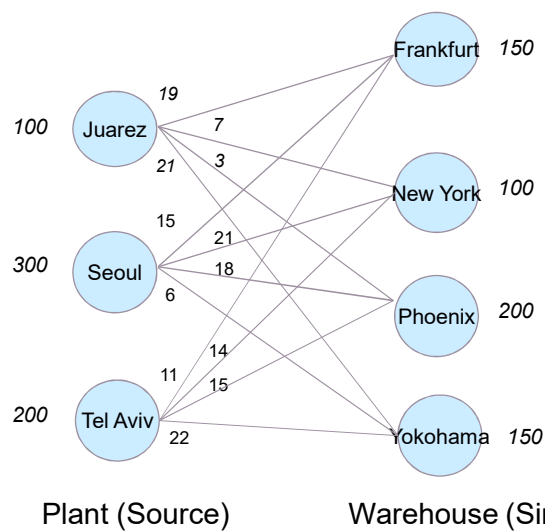 Frankfurt 150
19
100 Juarez 7
21 3
New York 100
15
21
300 Seoul 18
6
Phoenix 200
14
11 15
200 Tel Aviv
22
Yokohama 150
Plant (Source) Warehouse (Sin